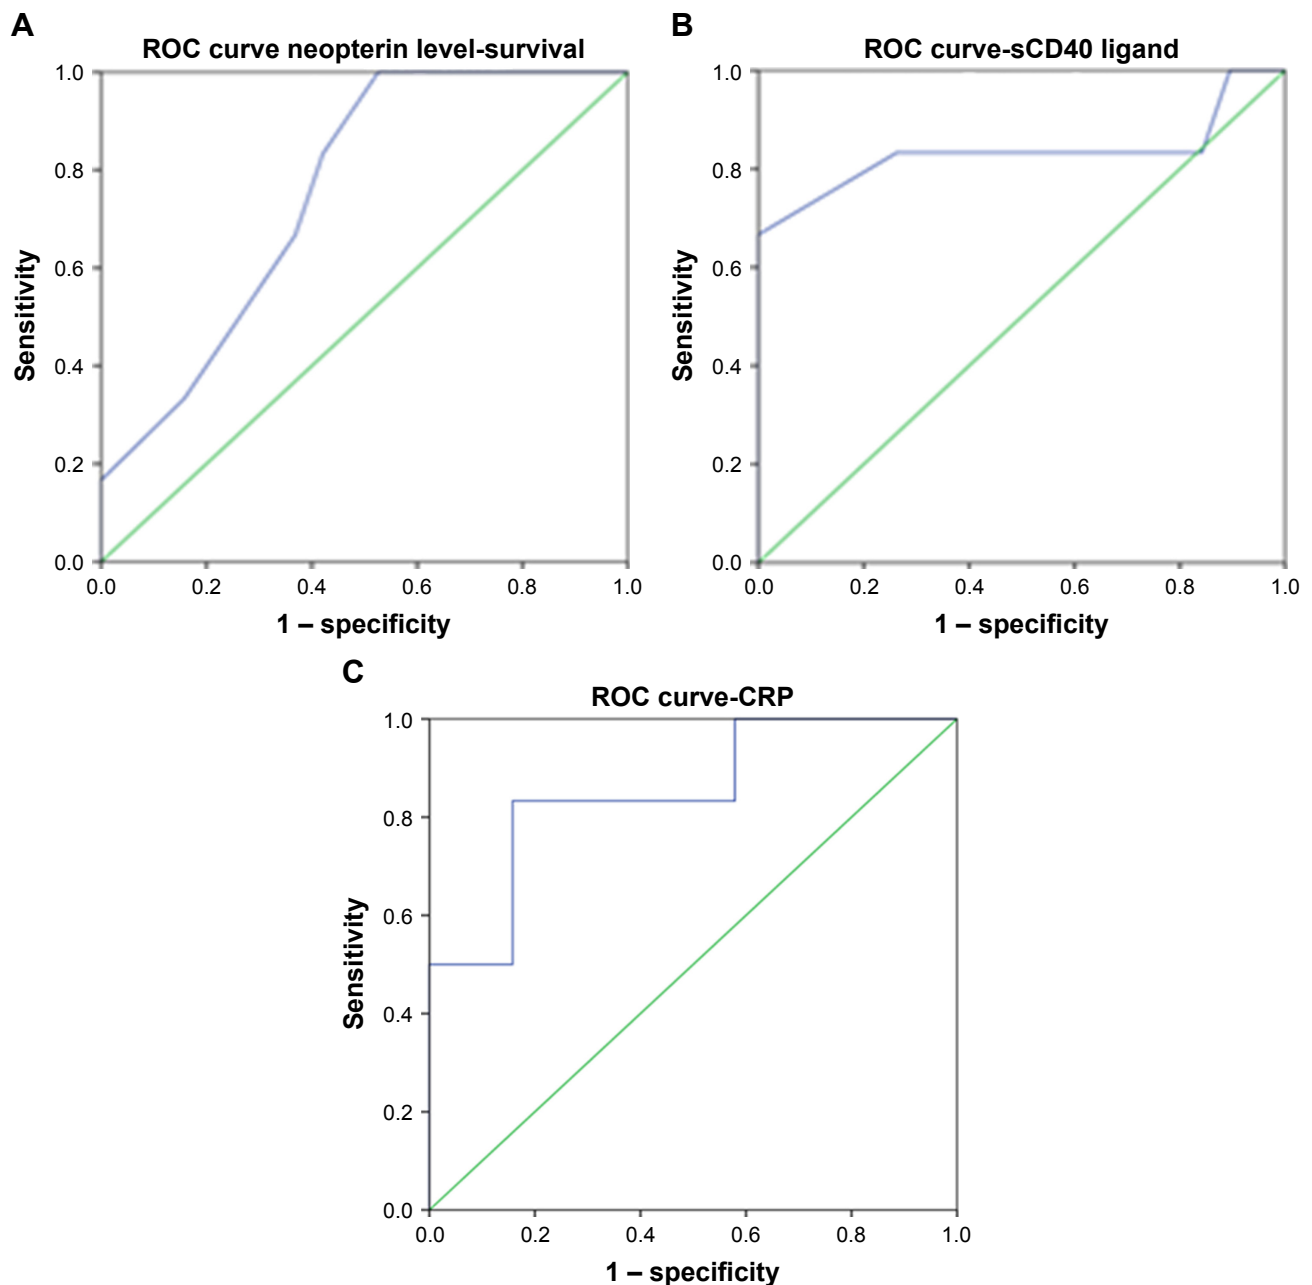 A
ROC curve neopterin level-survival
1.0
0.8
0.6
0.4
0.2
0.0
Sensitivity
0.0 0.2 0.4 0.6 0.8 1.0
1 – specificity
B
ROC curve-sCD40 ligand
1.0
0.8
0.6
0.4
0.2
0.0
Sensitivity
0.0 0.2 0.4 0.6 0.8 1.0
1 – specificity
C
ROC curve-CRP
1.0
0.8
0.6
0.4
0.2
0.0
Sensitivity
0.0 0.2 0.4 0.6 0.8 1.0
1 – specificity